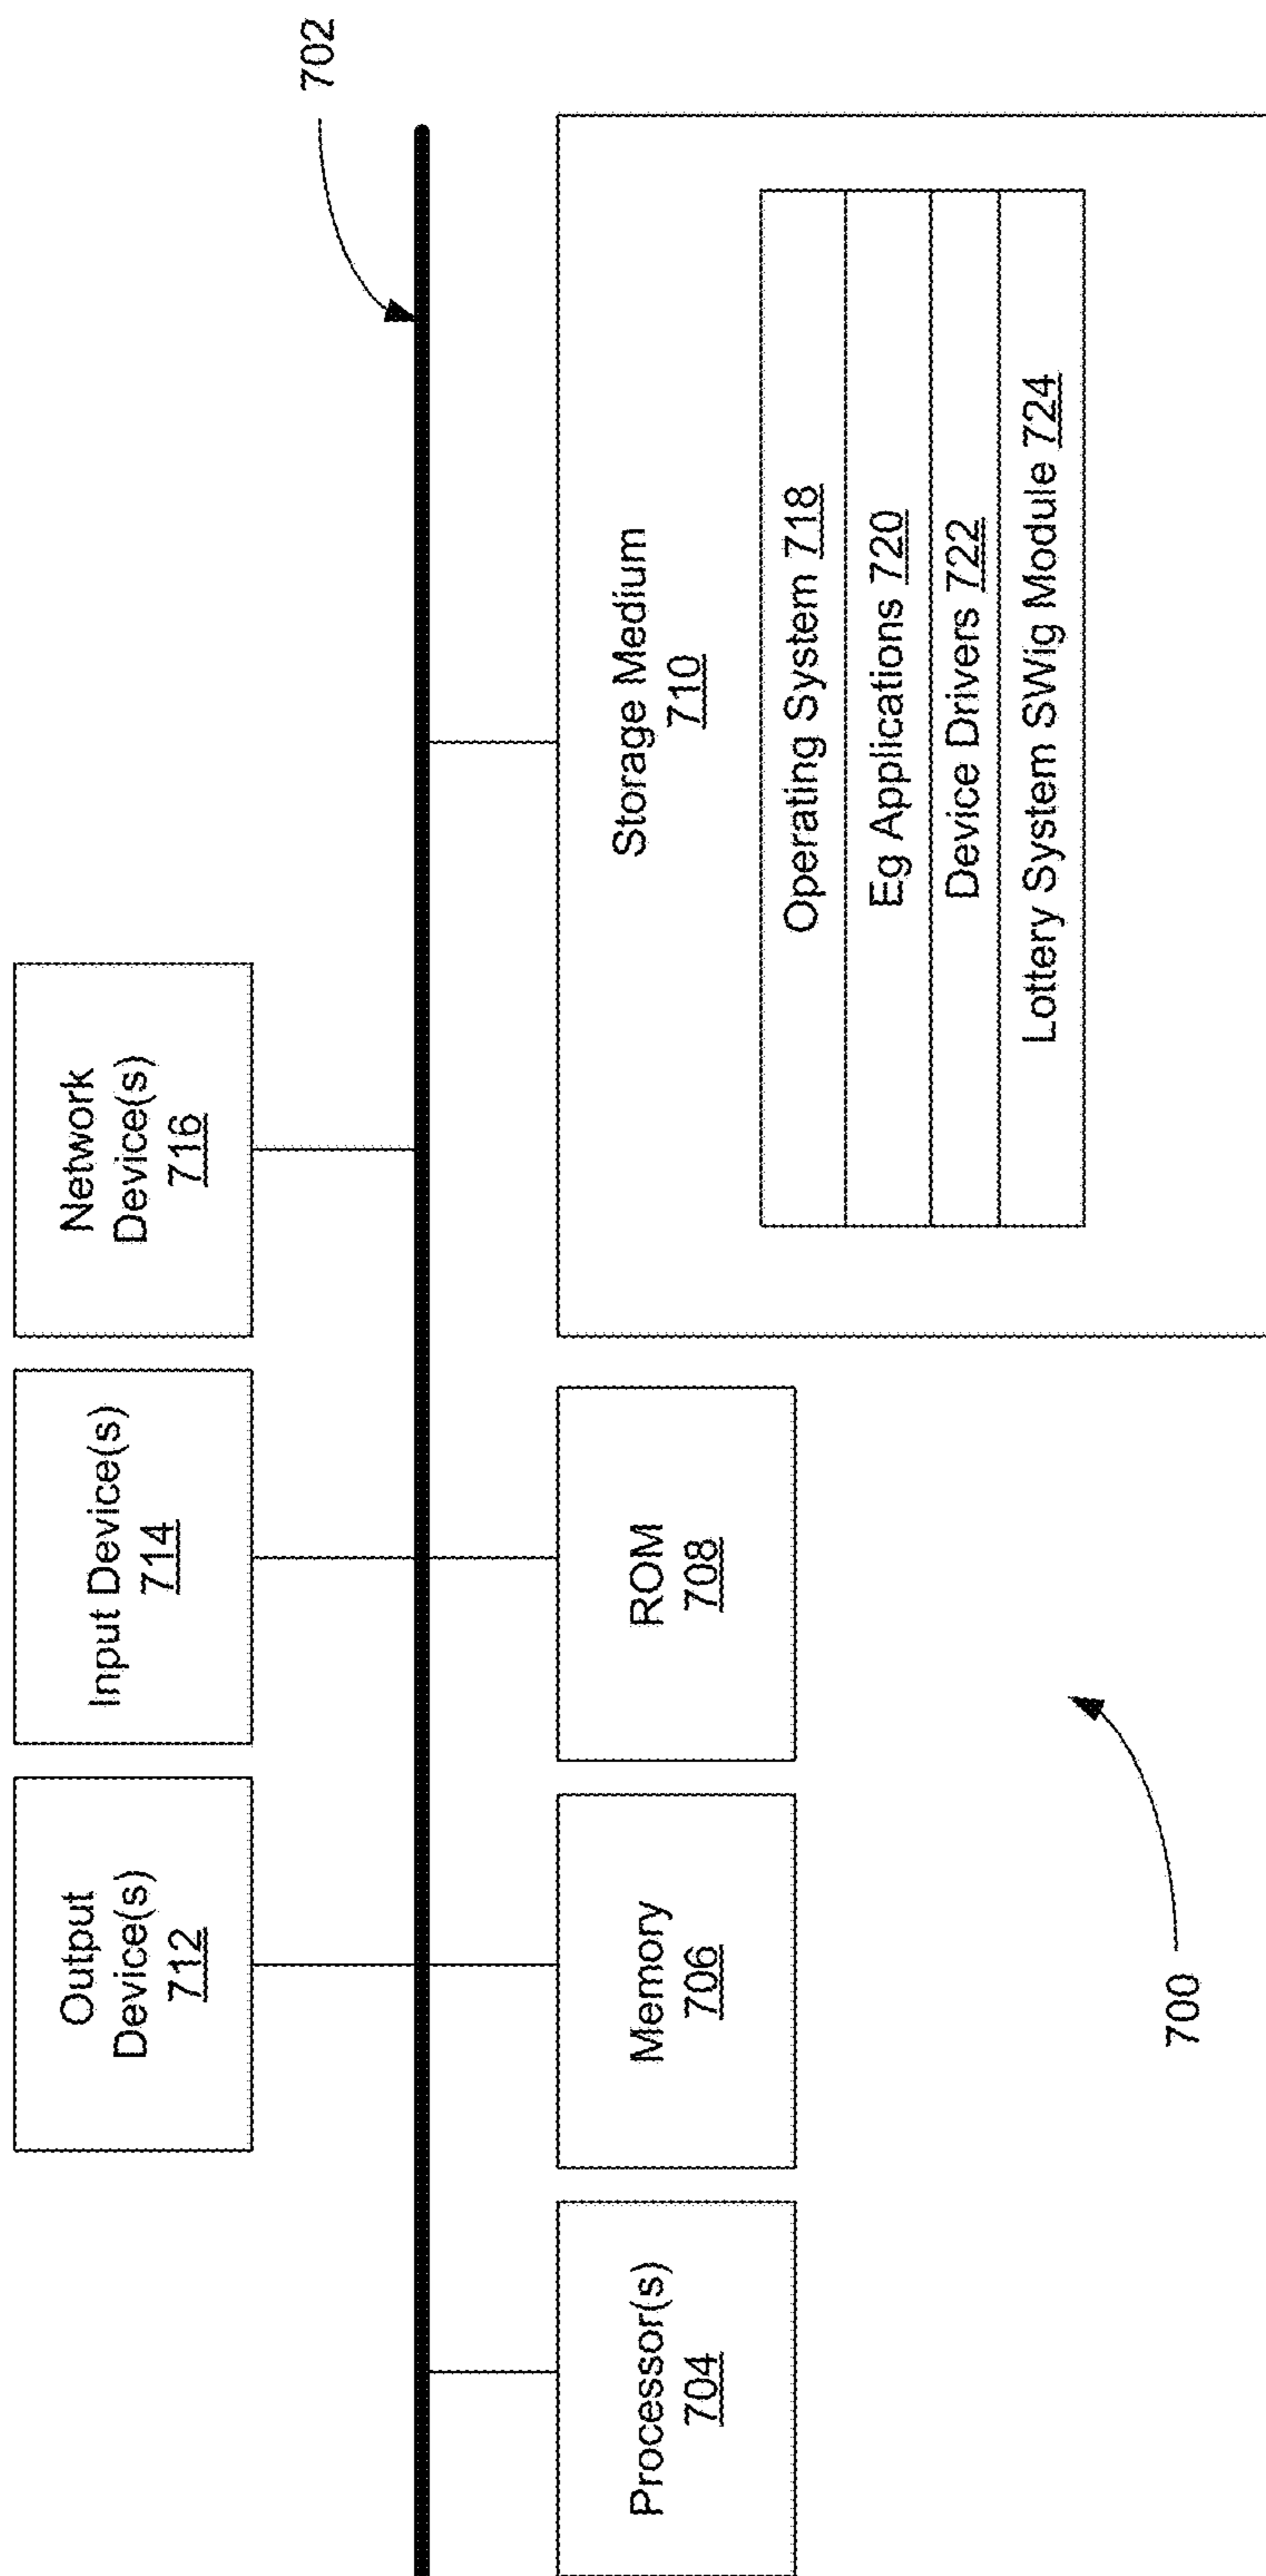 702
Output
Device(s)
712
Input Device(s)
714
Network
Device(s)
716
Processor(s)
704
Memory
706
ROM
708
Storage Medium
710
Operating System 718
Eg Applications 720
Device Drivers 722
Lottery System SWig Module 724
700